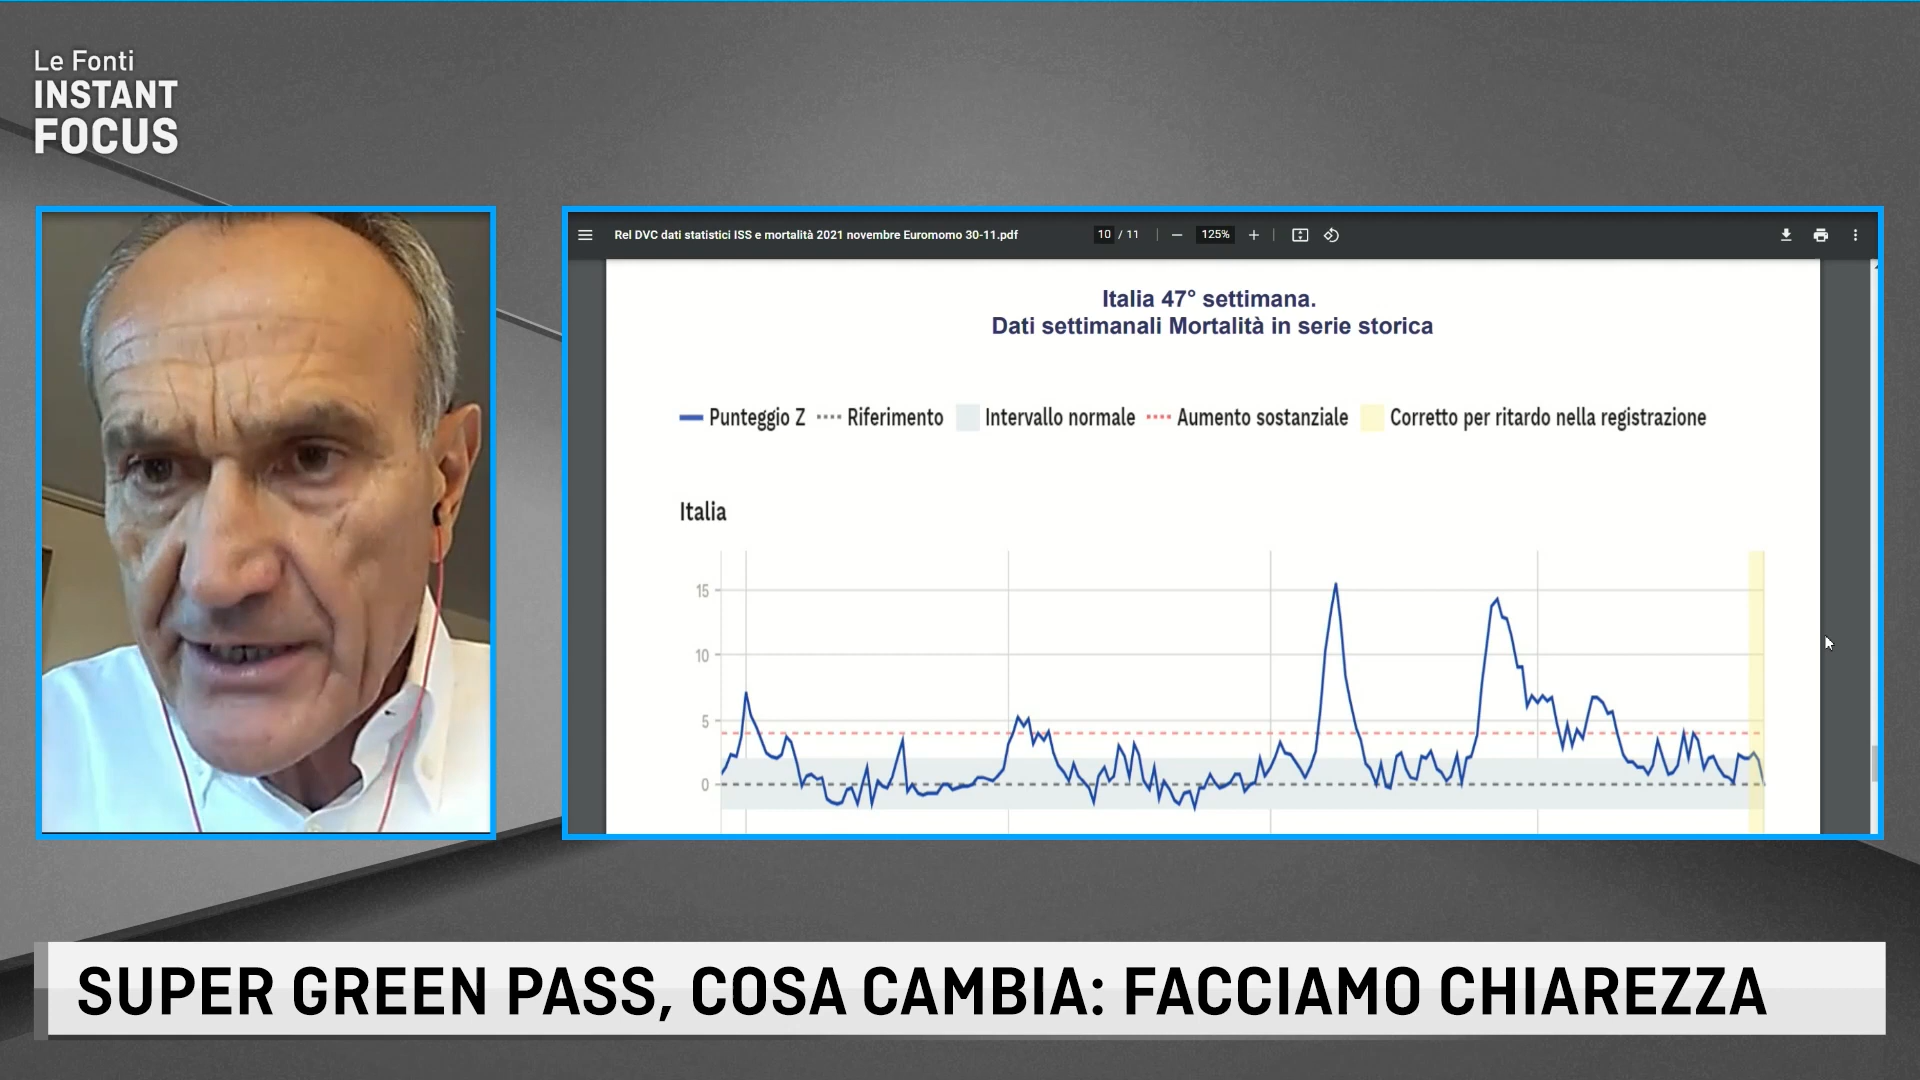 Le Fonti
INSTANT
FOCUS
Rel DVC dati statistici ISS e mortalità 2021 novembre Euromomo 30-11.pdf
10 / 11
125%
Italia 47° settimana.
Dati settimanali Mortalità in serie storica
Punteggio Z Riferimento Intervallo normale Aumento sostanziale Corretto per ritardo nella registrazione
Italia
15
10
5
0
SUPER GREEN PASS, COSA CAMBIA: FACCIAMO CHIAREZZA